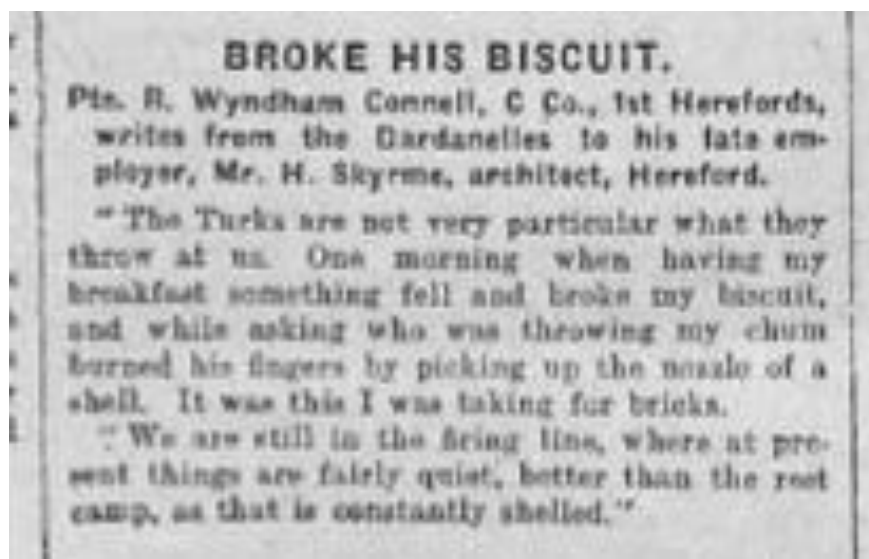 BROKE HIS BISCUIT.
Pte. R. Wyndham Connell, C Co., 1st Herefords,
writes from the Dardanelles to his late em-
ployer, Mr. H. Skyrme, architect, Hereford.
"The Turks are not very particular what they
throw at us. One morning when having my
breakfast something fell and broke my biscuit,
and while asking who was throwing my chum
burned his fingers by picking up the nozzle of a
shell. It was this I was taking for bricks.
"We are still in the firing line, where at pre-
sent things are fairly quiet, better than the rest
camp, as that is constantly shelled."